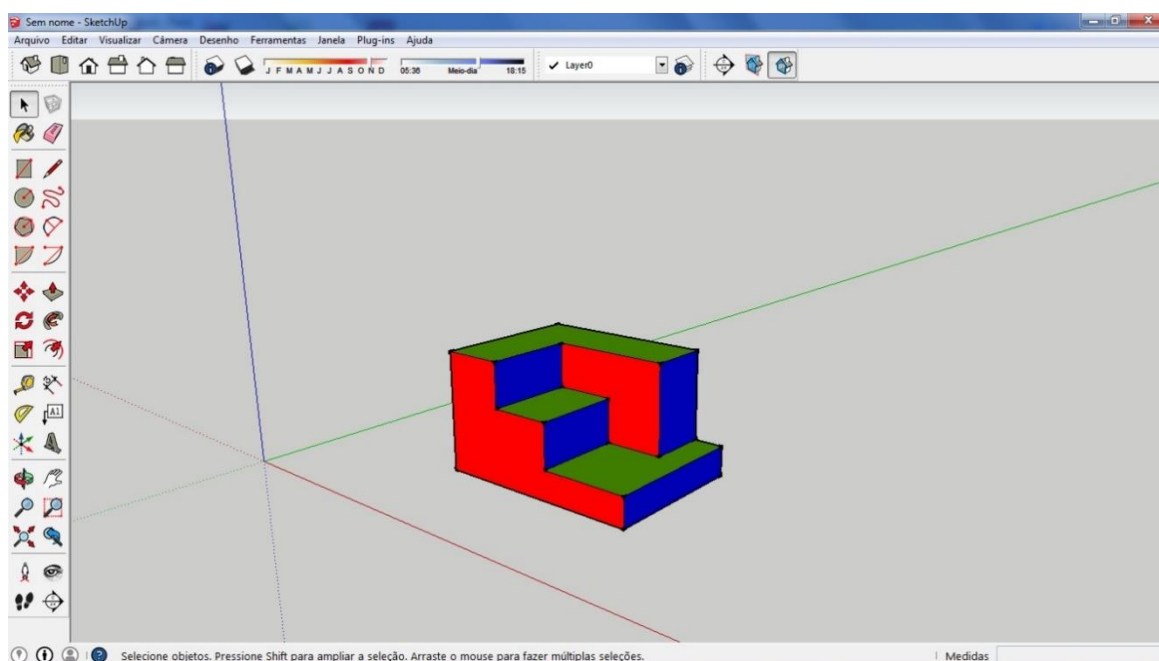 Sem nome - SketchUp
Arquivo Editar Visualizar Câmera Desenho Ferramentas Janela Plug-ins Ajuda
J F M A M J J A S O N D 05:36 Meio-dia 18:15 Layer0
A1
Selecione objetos. Pressione Shift para ampliar a seleção. Arraste o mouse para fazer múltiplas seleções. Medidas